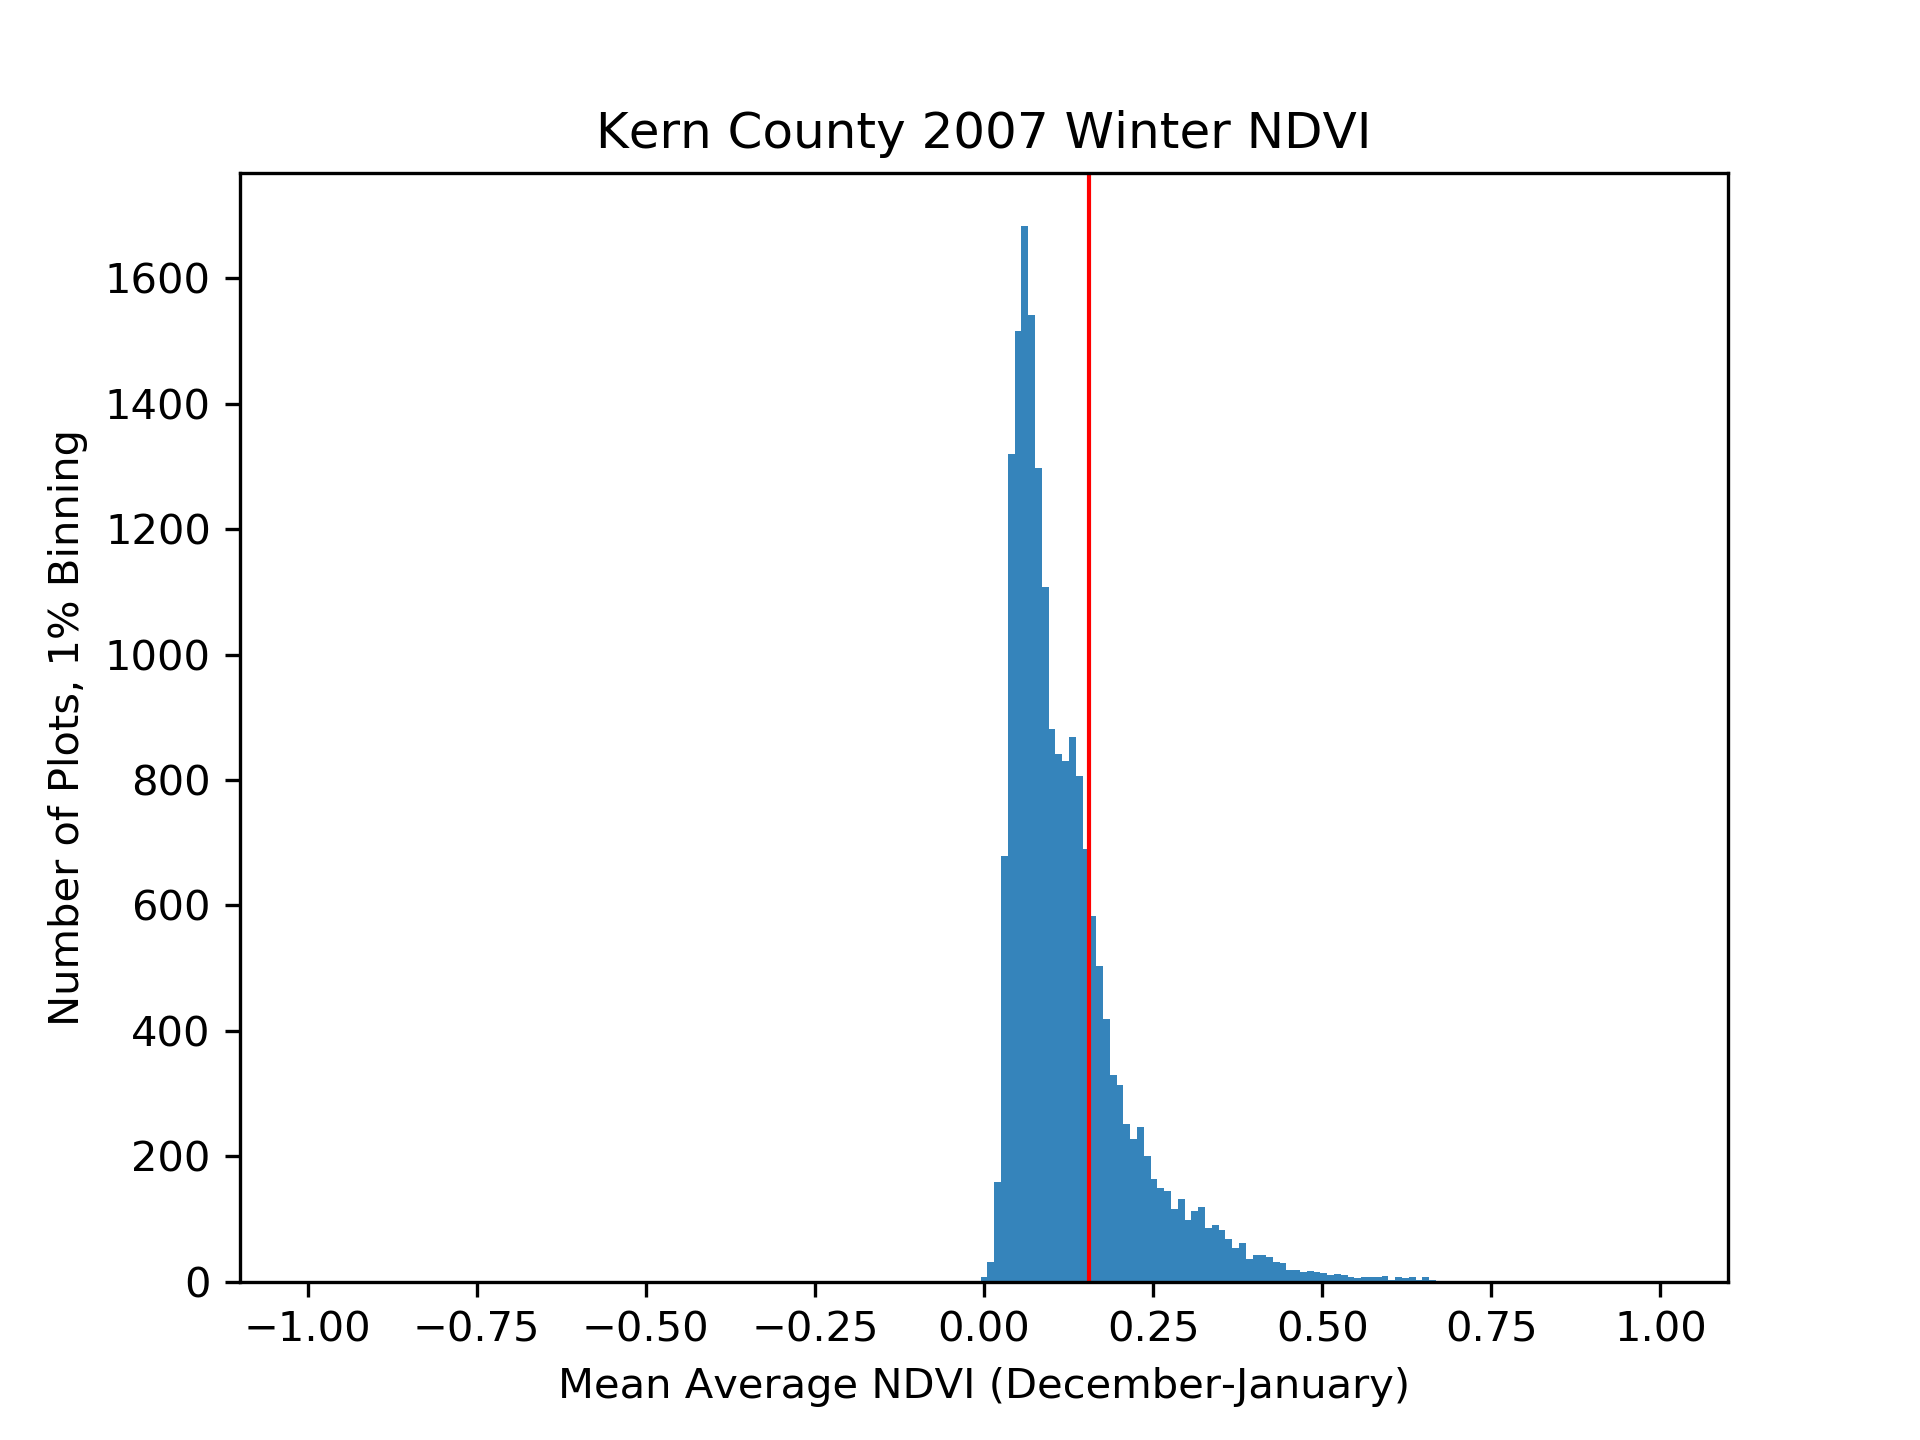 Kern County 2007 Winter NDVI
1600
1400
1200
1000
800
600
400
200
0
Number of Plots, 1% Binning
−1.00 −0.75 −0.50 −0.25 0.00 0.25 0.50 0.75 1.00
Mean Average NDVI (December-January)